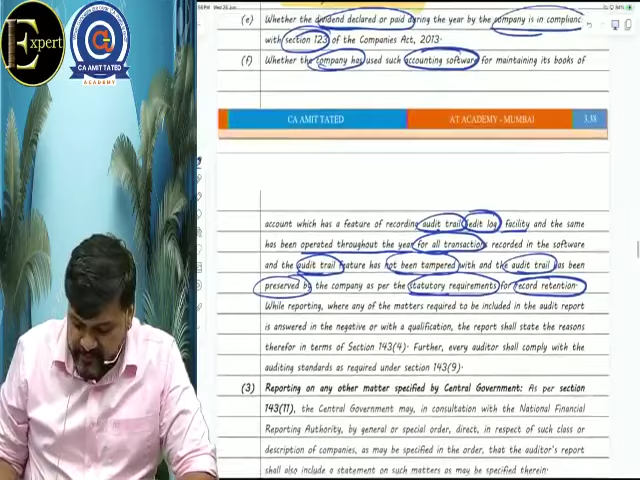 Expert
CA AMIT TATED
ACADEMY
(e) Whether the dividend declared or paid during the year by the company is in complianc
with section 123 of the Companies Act, 2013.
(f) Whether the company has used such accounting software for maintaining its books of
CA AMIT TATED AT ACADEMY - MUMBAI 3.38
account which has a feature of recording audit trail (edit log) facility and the same
has been operated throughout the year for all transactions recorded in the software
and the audit trail feature has not been tampered with and the audit trail has been
preserved by the company as per the statutory requirements for record retention.
While reporting, where any of the matters required to be included in the audit report
is answered in the negative or with a qualification, the report shall state the reasons
therefor in terms of Section 143(4). Further, every auditor shall comply with the
auditing standards as required under section 143(9).
(3) Reporting on any other matter specified by Central Government: As per section
143(11), the Central Government may, in consultation with the National Financial
Reporting Authority, by general or special order, direct, in respect of such class or
description of companies, as may be specified in the order, that the auditor's report
shall also include a statement on such matters as may be specified therein.